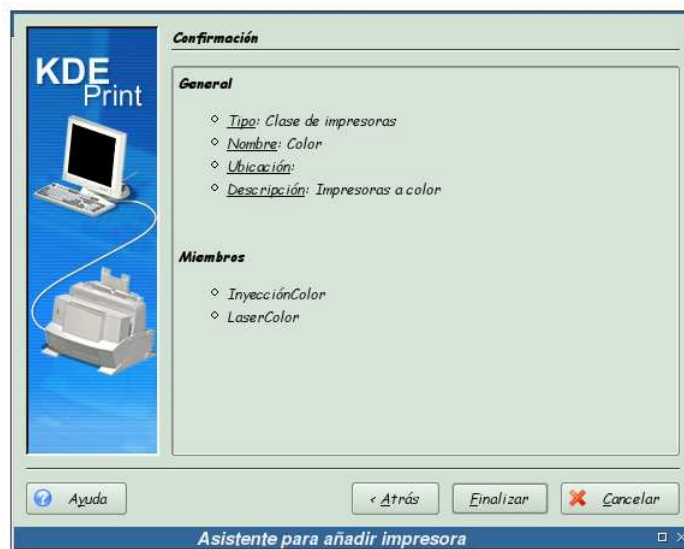 Confirmación
KDE
Print
General
Tipo: Clase de impresoras
Nombre: Color
Ubicación:
Descripción: Impresoras a color
Miembros
InyecciónColor
LaserColor
Ayuda
< Atrás
Finalizar
Cancelar
Asistente para añadir impresora